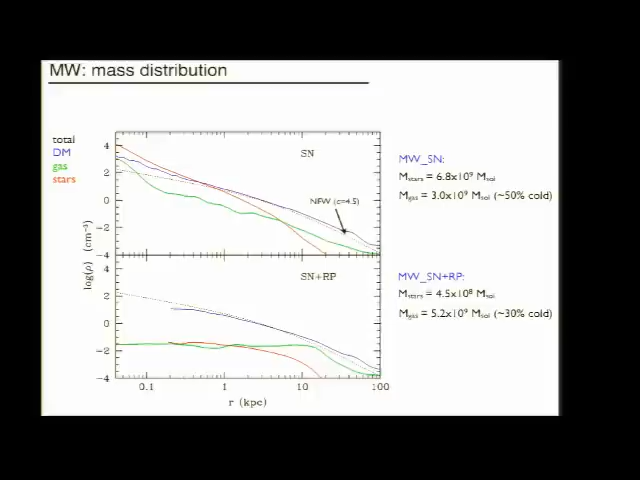 MW: mass distribution
total
DM
gas
stars
SN
NFW (c=4.5)
SN+RP
log(ρ) (cm⁻³)
4
2
0
−2
−4
4
2
0
−2
−4
0.1
1
10
100
r (kpc)
MW_SN:
Mstars = 6.8x10⁹ Msol
Mgas = 3.0x10⁹ Msol (~50% cold)
MW_SN+RP:
Mstars = 4.5x10⁸ Msol
Mgas = 5.2x10⁹ Msol (~30% cold)